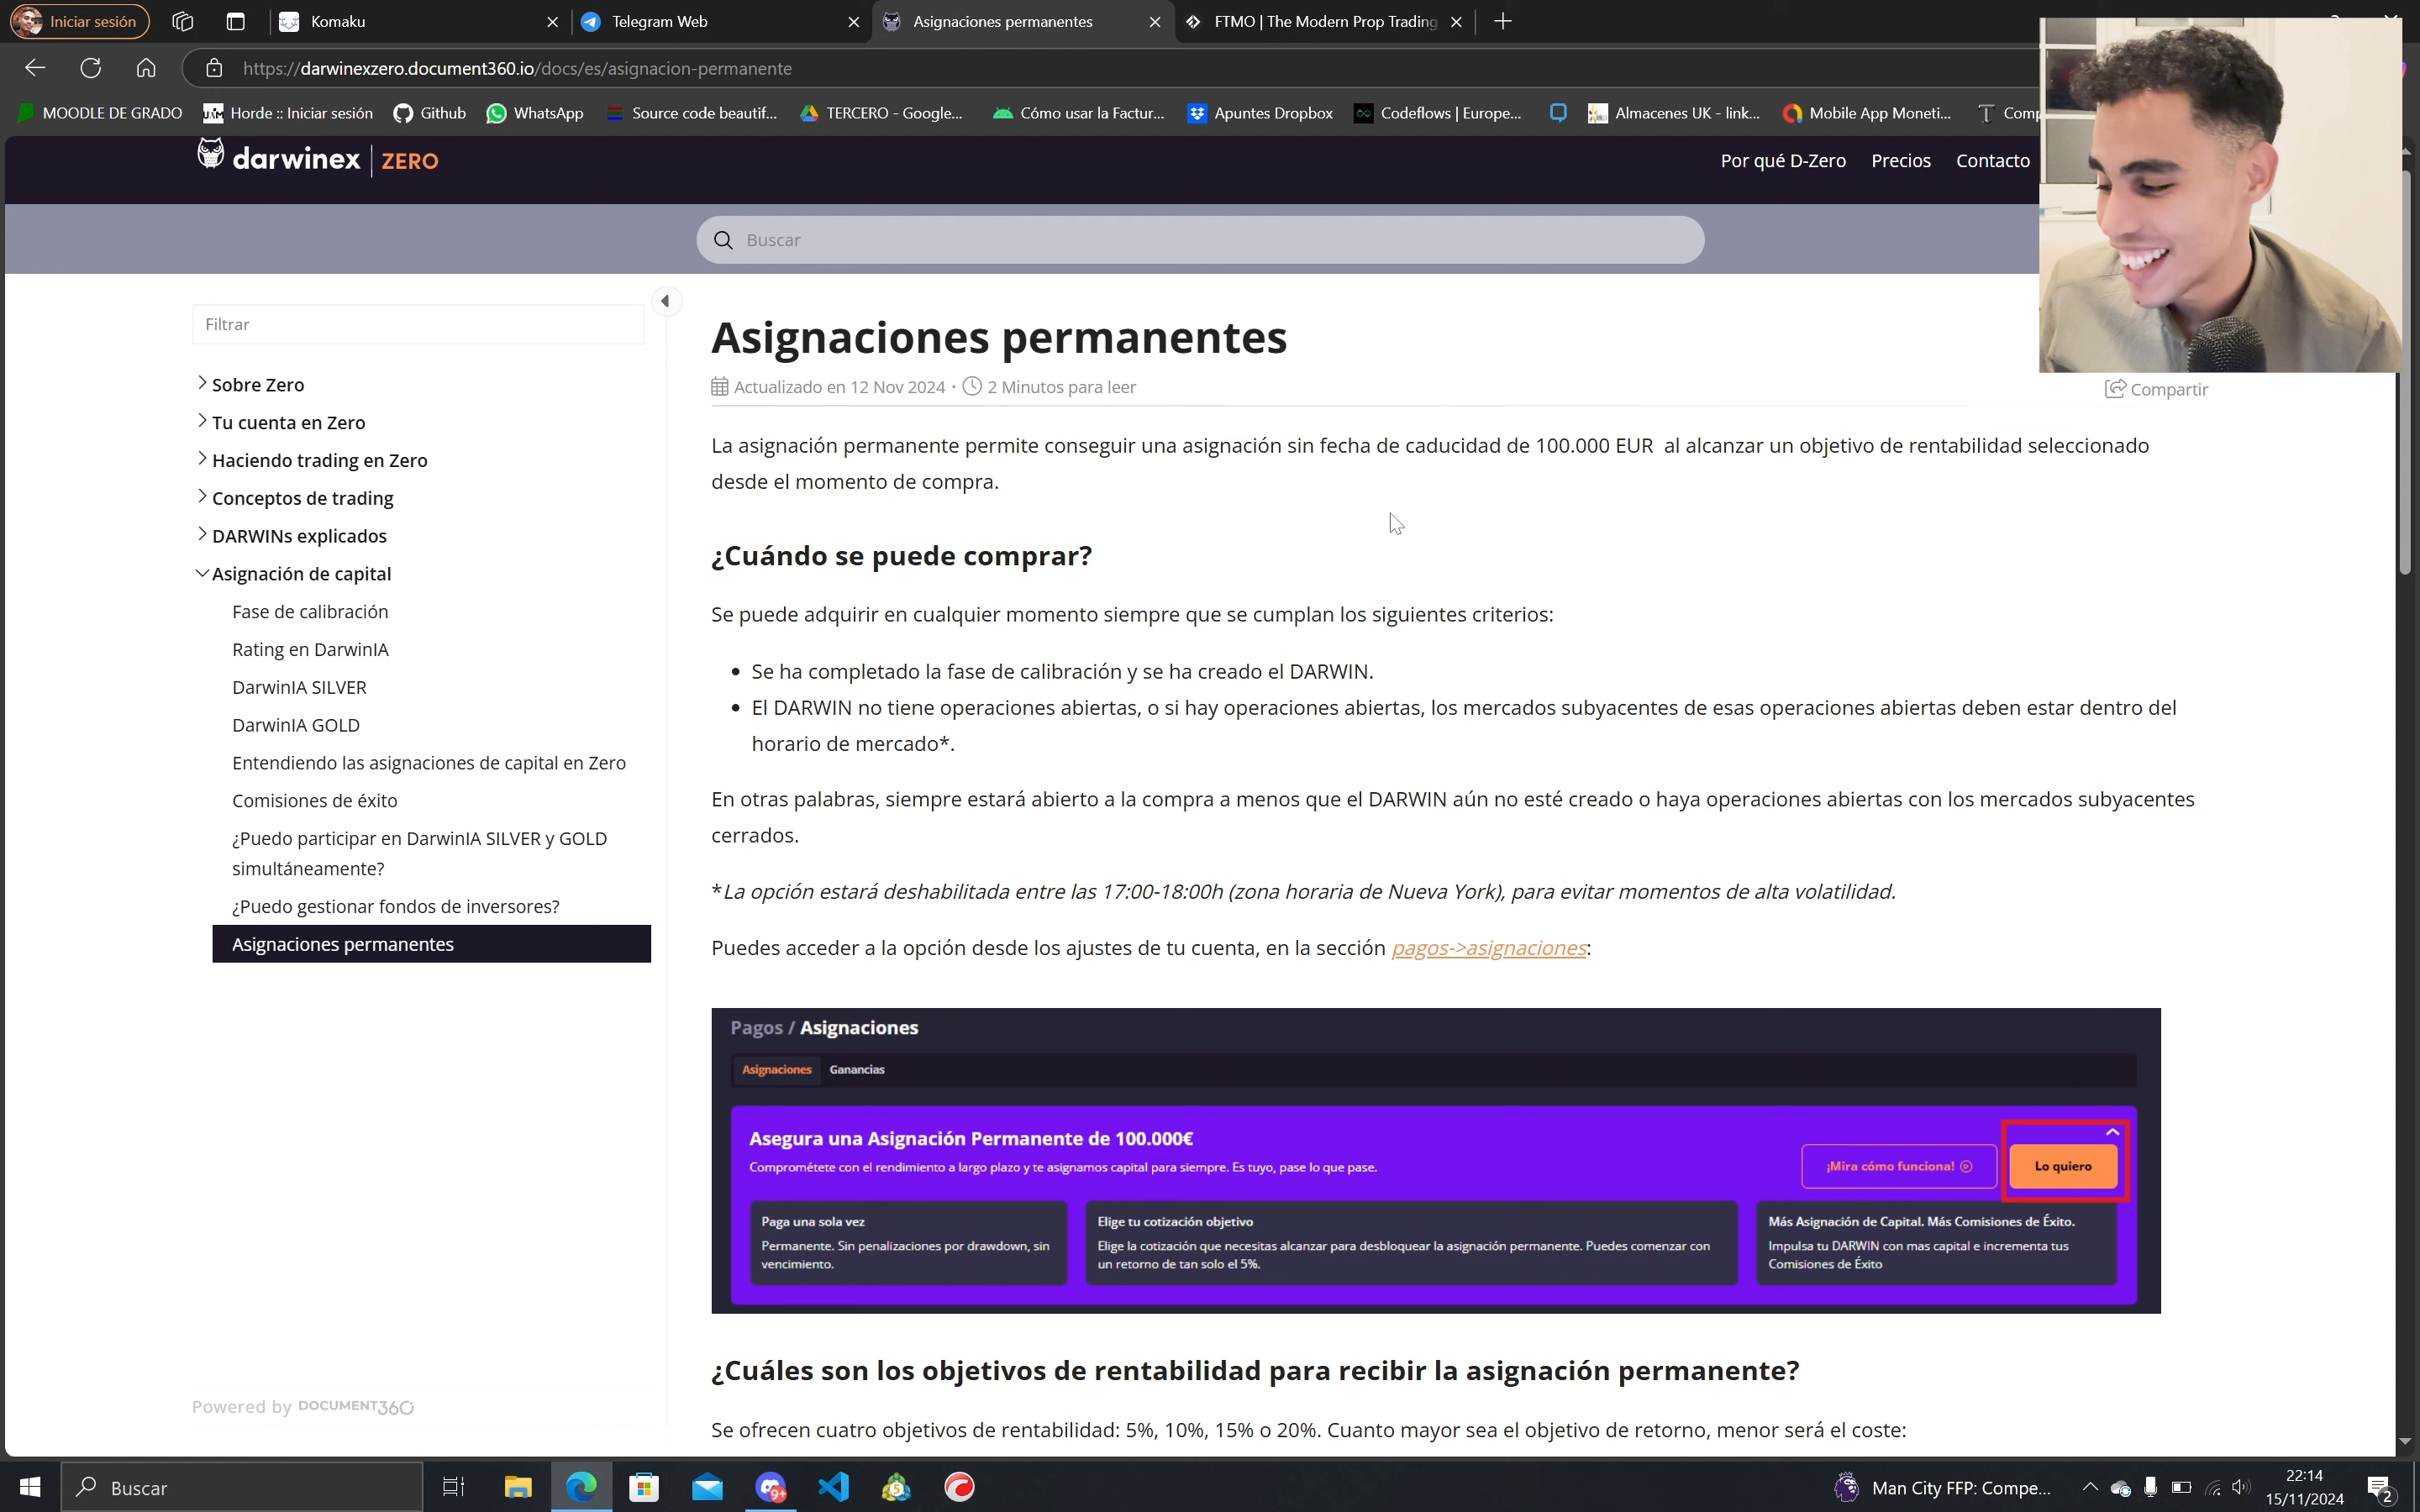 Iniciar sesión
Komaku
Telegram Web
Asignaciones permanentes
FTMO | The Modern Prop Trading
https://darwinexzero.document360.io/docs/es/asignacion-permanente
MOODLE DE GRADO
Horde :: Iniciar sesión
Github
WhatsApp
Source code beautif...
TERCERO - Google...
Cómo usar la Factur...
Apuntes Dropbox
Codeflows | Europe...
Almacenes UK - link...
Mobile App Moneti...
darwinex | ZERO
Por qué D-Zero
Precios
Contacto
Buscar
Filtrar
Sobre Zero
Tu cuenta en Zero
Haciendo trading en Zero
Conceptos de trading
DARWINs explicados
Asignación de capital
Fase de calibración
Rating en DarwinIA
DarwinIA SILVER
DarwinIA GOLD
Entendiendo las asignaciones de capital en Zero
Comisiones de éxito
¿Puedo participar en DarwinIA SILVER y GOLD
simultáneamente?
¿Puedo gestionar fondos de inversores?
Asignaciones permanentes
Powered by DOCUMENT360
Asignaciones permanentes
Actualizado en 12 Nov 2024 • 2 Minutos para leer
Compartir
La asignación permanente permite conseguir una asignación sin fecha de caducidad de 100.000 EUR al alcanzar un objetivo de rentabilidad seleccionado
desde el momento de compra.
¿Cuándo se puede comprar?
Se puede adquirir en cualquier momento siempre que se cumplan los siguientes criterios:
• Se ha completado la fase de calibración y se ha creado el DARWIN.
• El DARWIN no tiene operaciones abiertas, o si hay operaciones abiertas, los mercados subyacentes de esas operaciones abiertas deben estar dentro del
horario de mercado*.
En otras palabras, siempre estará abierto a la compra a menos que el DARWIN aún no esté creado o haya operaciones abiertas con los mercados subyacentes
cerrados.
*La opción estará deshabilitada entre las 17:00-18:00h (zona horaria de Nueva York), para evitar momentos de alta volatilidad.
Puedes acceder a la opción desde los ajustes de tu cuenta, en la sección pagos->asignaciones:
Pagos / Asignaciones
Asignaciones
Ganancias
Asegura una Asignación Permanente de 100.000€
Comprométete con el rendimiento a largo plazo y te asignamos capital para siempre. Es tuyo, pase lo que pase.
¡Mira cómo funciona!
Lo quiero
Paga una sola vez
Permanente. Sin penalizaciones por drawdown, sin
vencimiento.
Elige tu cotización objetivo
Elige la cotización que necesitas alcanzar para desbloquear la asignación permanente. Puedes comenzar con
un retorno de tan solo el 5%.
Más Asignación de Capital. Más Comisiones de Éxito.
Impulsa tu DARWIN con mas capital e incrementa tus
Comisiones de Éxito
¿Cuáles son los objetivos de rentabilidad para recibir la asignación permanente?
Se ofrecen cuatro objetivos de rentabilidad: 5%, 10%, 15% o 20%. Cuanto mayor sea el objetivo de retorno, menor será el coste:
Buscar
9+
5
Man City FFP: Compe...
22:14
15/11/2024
2